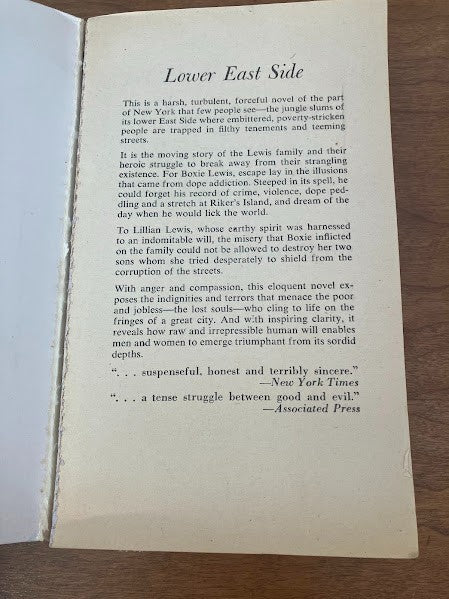 Lower East Side
This is a harsh, turbulent, forceful novel of the part
of New York that few people see—the jungle slums of
its lower East Side where embittered, poverty-stricken
people are trapped in filthy tenements and teeming
streets.
It is the moving story of the Lewis family and their
heroic struggle to break away from their strangling
existence. For Boxie Lewis, escape lay in the illusions
that came from dope addiction. Steeped in its spell, he
could forget his record of crime, violence, dope ped-
dling and a stretch at Riker's Island, and dream of the
day when he would lick the world.
To Lillian Lewis, whose earthy spirit was harnessed
to an indomitable will, the misery that Boxie inflicted
on the family could not be allowed to destroy her two
sons whom she tried desperately to shield from the
corruption of the streets.
With anger and compassion, this eloquent novel ex-
poses the indignities and terrors that menace the poor
and jobless—the lost souls—who cling to life on the
fringes of a great city. And with inspiring clarity, it
reveals how raw and irrepressible human will enables
men and women to emerge triumphant from its sordid
depths.
". . . suspenseful, honest and terribly sincere."
—New York Times
". . . a tense struggle between good and evil."
—Associated Press